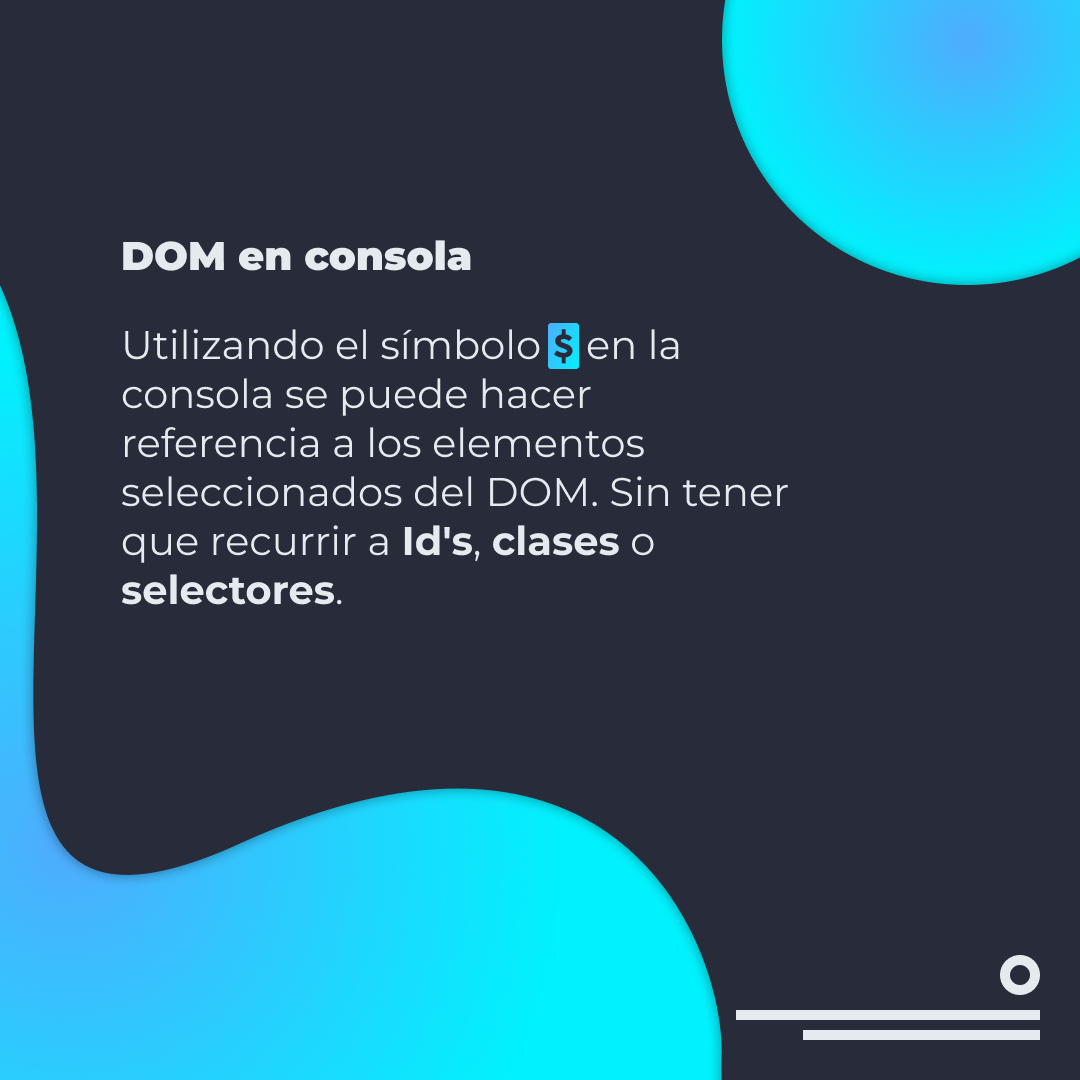 DOM en consola
Utilizando el símbolo $ en la
consola se puede hacer
referencia a los elementos
seleccionados del DOM. Sin tener
que recurrir a Id's, clases o
selectores.